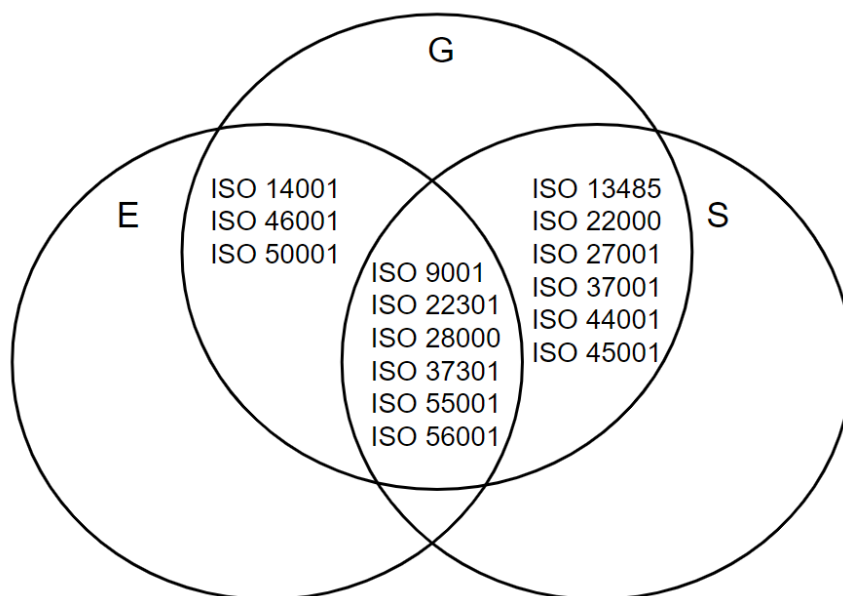 G
E
S
ISO 14001
ISO 46001
ISO 50001
ISO 9001
ISO 22301
ISO 28000
ISO 37301
ISO 55001
ISO 56001
ISO 13485
ISO 22000
ISO 27001
ISO 37001
ISO 44001
ISO 45001